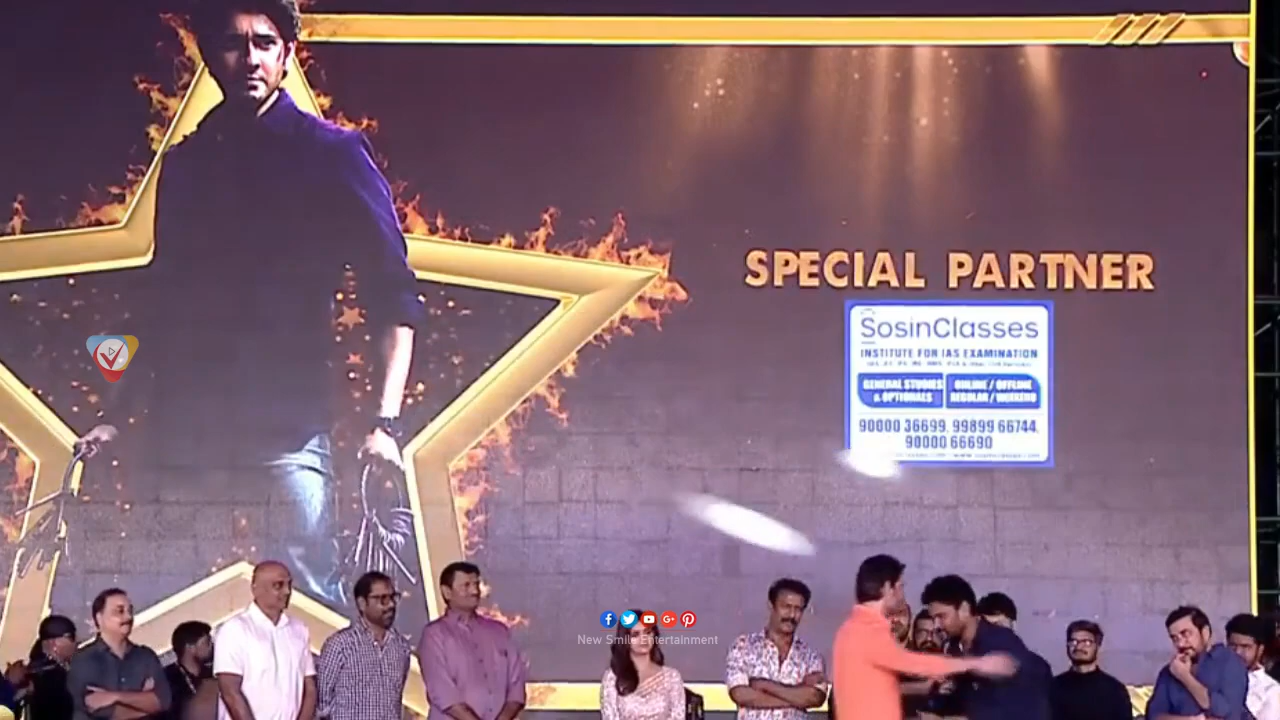 SPECIAL PARTNER
SosinClasses
INSTITUTE FOR IAS EXAMINATION
GENERAL STUDIES
& OPTIONALS
ONLINE / OFFLINE
REGULAR / WEEKEND
90000 36699, 99899 66744,
90000 66690
New Smile Entertainment